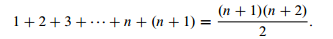 1 + 2 + 3 + ··· + n + (n + 1) = (n + 1)(n + 2) / 2.